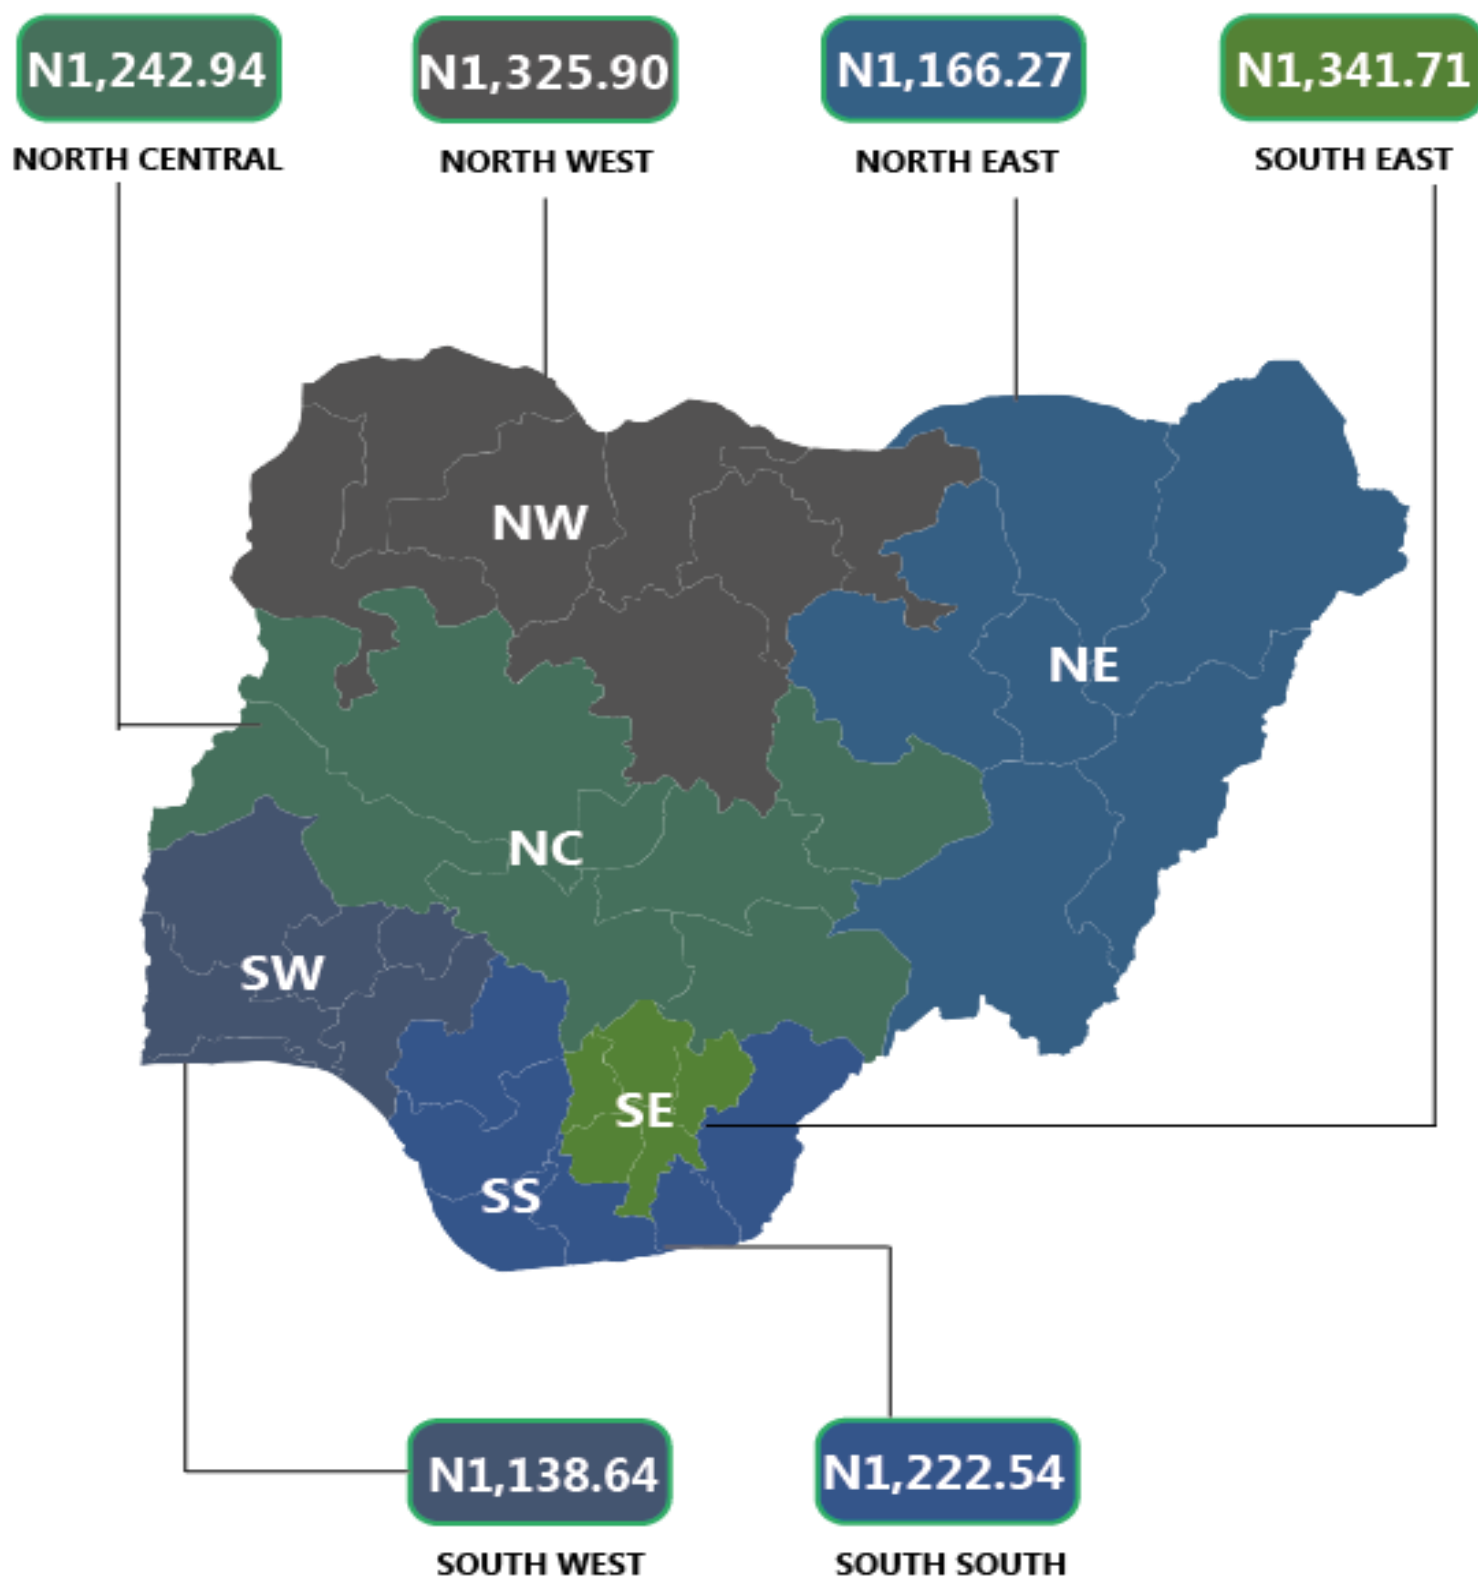 N1,242.94
N1,325.90
N1,166.27
N1,341.71
NORTH CENTRAL
NORTH WEST
NORTH EAST
SOUTH EAST
NW
NE
NC
SW
SE
SS
N1,138.64
N1,222.54
SOUTH WEST
SOUTH SOUTH